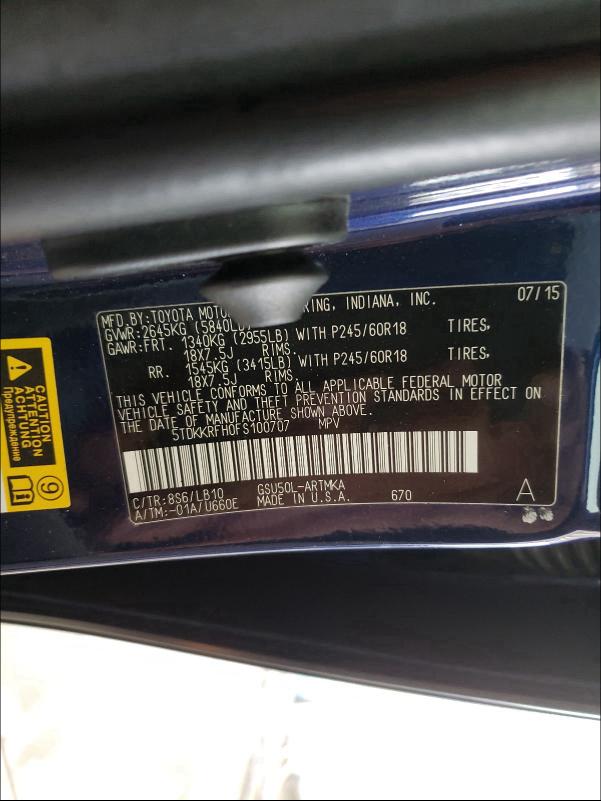 MFD.BY:TOYOTA MOTOR RING, INDIANA, INC. 07/15
GVWR:2645KG (5840LB)
GAWR:FRT. 1340KG (2955LB) WITH P245/60R18 TIRES,
18X7.5J RIMS.
RR. 1545KG (3415LB) WITH P245/60R18 TIRES,
18X7.5J RIMS.
THIS VEHICLE CONFORMS TO ALL APPLICABLE FEDERAL MOTOR
VEHICLE SAFETY AND THEFT PREVENTION STANDARDS IN EFFECT ON
THE DATE OF MANUFACTURE SHOWN ABOVE.
5TDKKRFH0FS100707 MPV
C/TR:8S6/LB10 GSU50L-ARTMKA
A/TM:-01A/U660E MADE IN U.S.A. 670 A
CAUTION
ATTENTION
ACHTUNG
Предупреждение
9